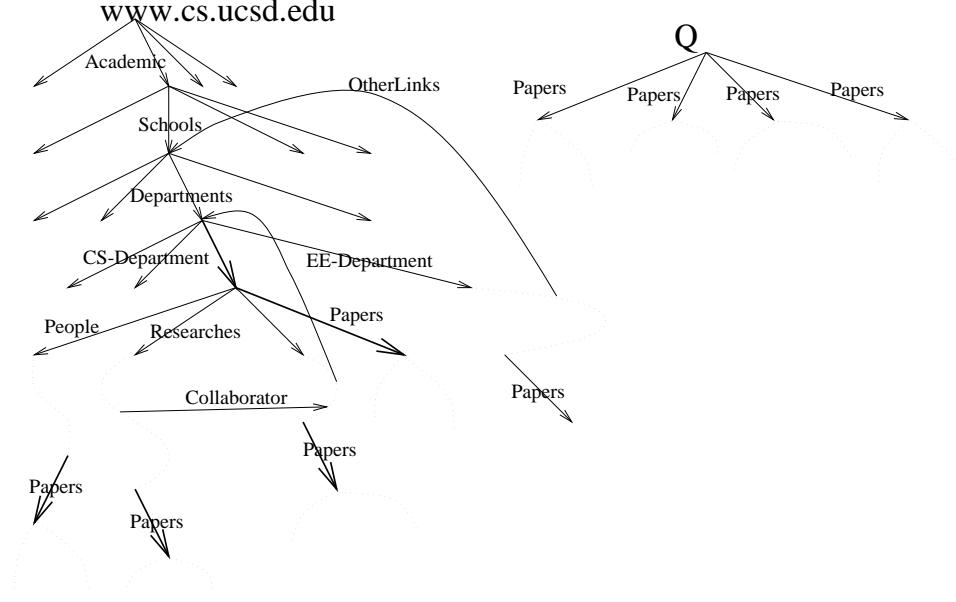 www.cs.ucsd.edu
Q
Academic
OtherLinks
Papers
Papers
Papers
Papers
Schools
Departments
CS-Department
EE-Department
People
Researches
Papers
Collaborator
Papers
Papers
Papers
Papers